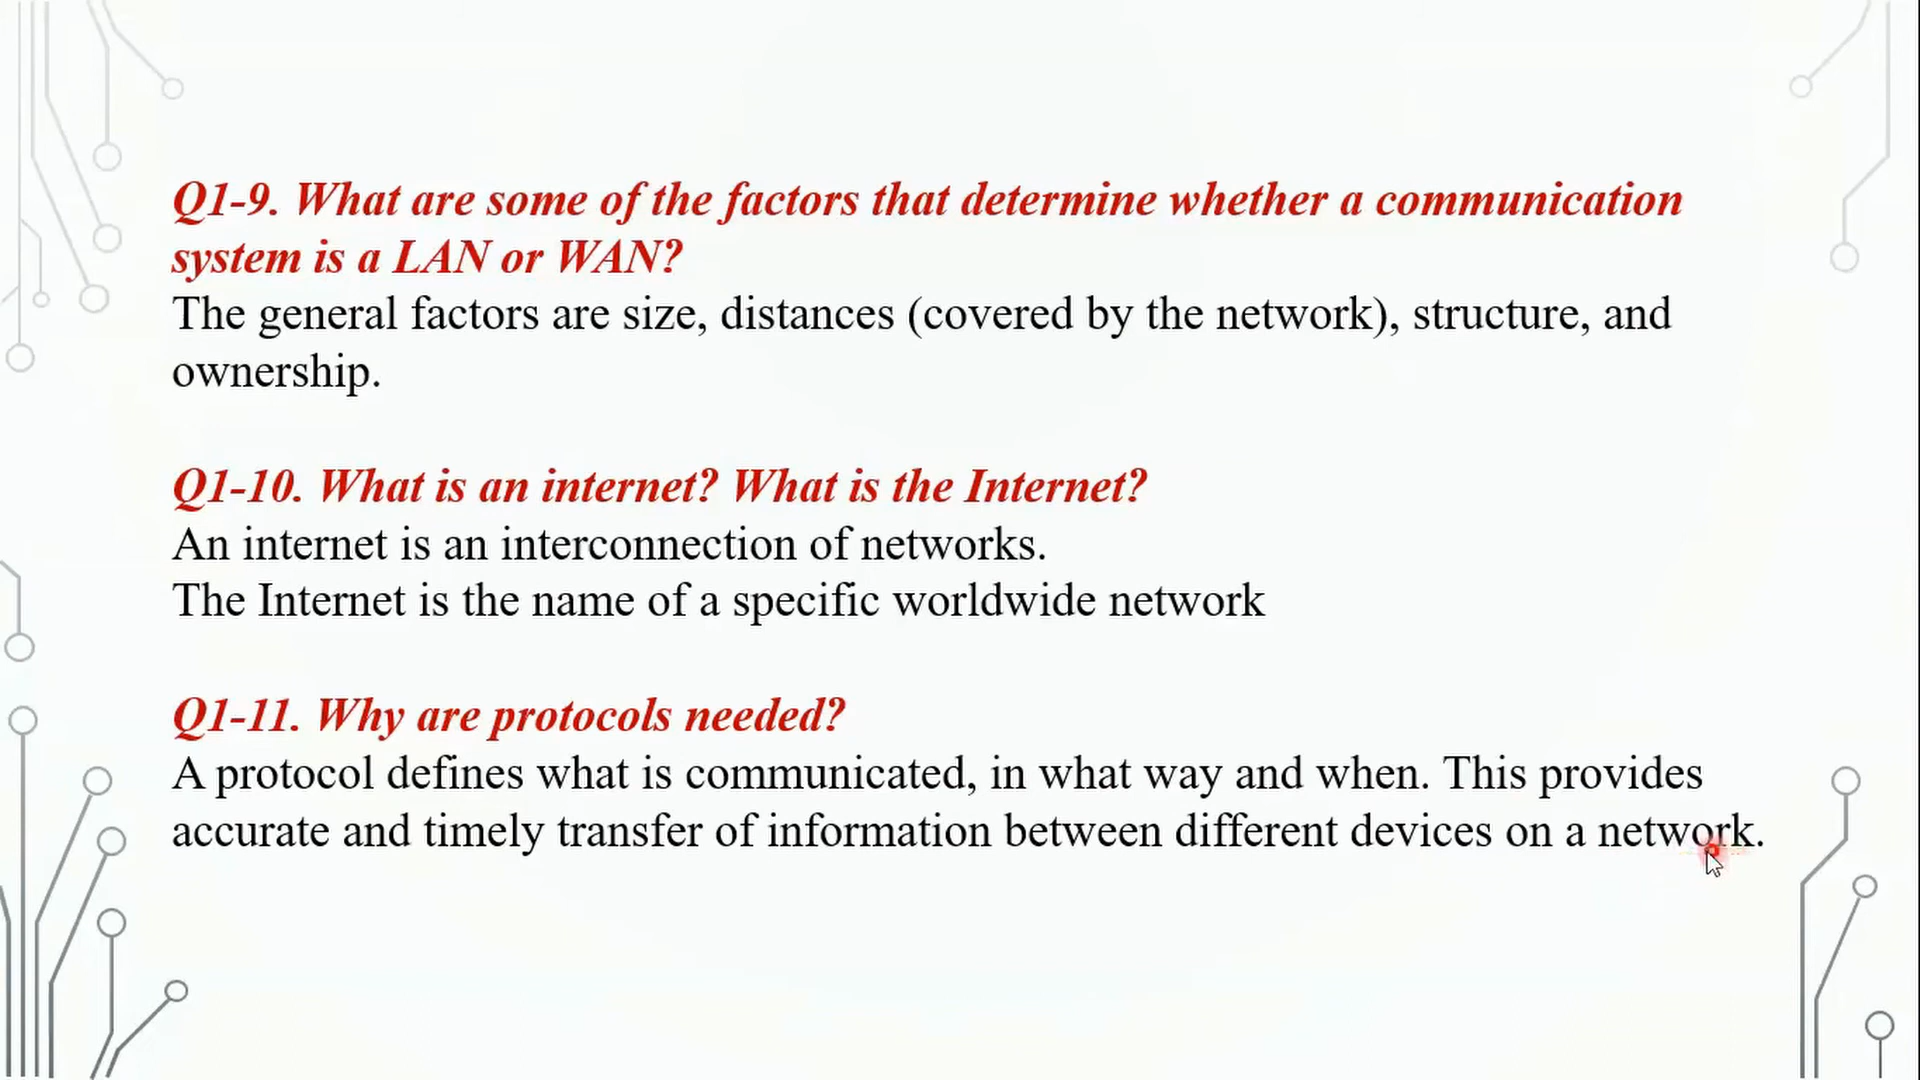 Q1-9. What are some of the factors that determine whether a communication
system is a LAN or WAN?
The general factors are size, distances (covered by the network), structure, and
ownership.
Q1-10. What is an internet? What is the Internet?
An internet is an interconnection of networks.
The Internet is the name of a specific worldwide network
Q1-11. Why are protocols needed?
A protocol defines what is communicated, in what way and when. This provides
accurate and timely transfer of information between different devices on a network.